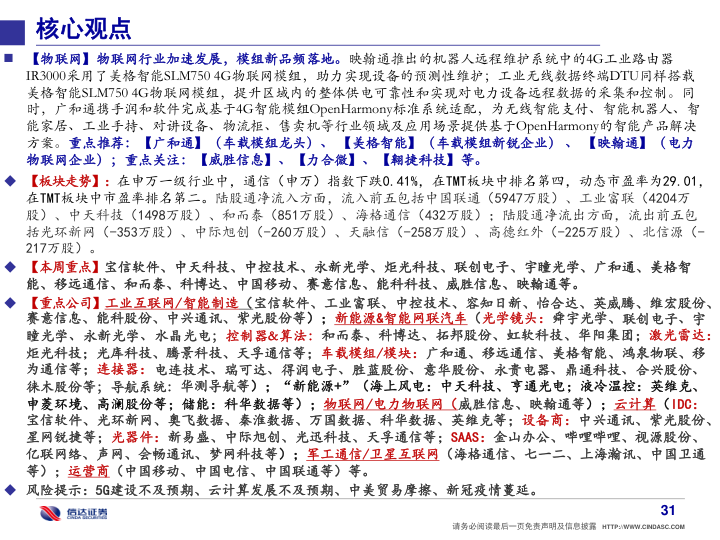 核心观点
【物联网】物联网行业加速发展，模组新品频落地。映翰通推出的机器人远程维护系统中的4G工业路由器
IR3000采用了美格智能SLM750 4G物联网模组，助力实现设备的预测性维护；工业无线数据终端DTU同样搭载
美格智能SLM750 4G物联网模组，提升区域内的整体供电可靠性和实现对电力设备远程数据的采集和控制。同
时，广和通携手润和软件完成基于4G智能模组OpenHarmony标准系统适配，为无线智能支付、智能机器人、智
能家居、工业手持、对讲设备、物流柜、售卖机等行业领域及应用场景提供基于OpenHarmony的智能产品解决
方案。重点推荐：【广和通】（车载模组龙头）、【美格智能】（车载模组新锐企业）、【映翰通】（电力
物联网企业）；重点关注：【威胜信息】、【力合微】、【翱捷科技】等。
【板块走势】：在申万一级行业中，通信（申万）指数下跌0.41%，在TMT板块中排名第四，动态市盈率为29.01，
在TMT板块中市盈率排名第二。陆股通净流入方面，流入前五包括中国联通（5947万股）、工业富联（4204万
股）、中天科技（1498万股）、和而泰（851万股）、海格通信（432万股）；陆股通净流出方面，流出前五包
括光环新网（-353万股）、中际旭创（-260万股）、天融信（-258万股）、高德红外（-225万股）、北信源（-
217万股）。
【本周重点】宝信软件、中天科技、中控技术、永新光学、炬光科技、联创电子、宇瞳光学、广和通、美格智
能、移远通信、和而泰、科博达、中国移动、赛意信息、能科科技、威胜信息、映翰通等。
【重点公司】工业互联网/智能制造（宝信软件、工业富联、中控技术、容知日新、怡合达、英威腾、维宏股份、
赛意信息、能科股份、中兴通讯、紫光股份等）；新能源&智能网联汽车（光学镜头：舜宇光学、联创电子、宇
瞳光学、永新光学、水晶光电；控制器&算法：和而泰、科博达、拓邦股份、虹软科技、华阳集团；激光雷达：
炬光科技；光库科技、腾景科技、天孚通信等；车载模组/模块：广和通、移远通信、美格智能、鸿泉物联、移
为通信等；连接器：电连技术、瑞可达、得润电子、胜蓝股份、意华股份、永贵电器、鼎通科技、合兴股份、
徕木股份等；导航系统：华测导航等）；“新能源+”（海上风电：中天科技、亨通光电；液冷温控：英维克、
申菱环境、高澜股份等；储能：科华数据等）；物联网/电力物联网（威胜信息、映翰通等）；云计算（IDC：
宝信软件、光环新网、奥飞数据、秦淮数据、万国数据、科华数据、英维克等；设备商：中兴通讯、紫光股份、
星网锐捷等；光器件：新易盛、中际旭创、光迅科技、天孚通信等；SAAS：金山办公、哔哩哔哩、视源股份、
亿联网络、声网、会畅通讯、梦网科技等）；军工通信/卫星互联网（海格通信、七一二、上海瀚讯、中国卫通
等）；运营商（中国移动、中国电信、中国联通等）等。
风险提示：5G建设不及预期、云计算发展不及预期、中美贸易摩擦、新冠疫情蔓延。
信达证券
CINDA SECURITIES
31
请务必阅读最后一页免责声明及信息披露 HTTP://WWW.CINDASC.COM